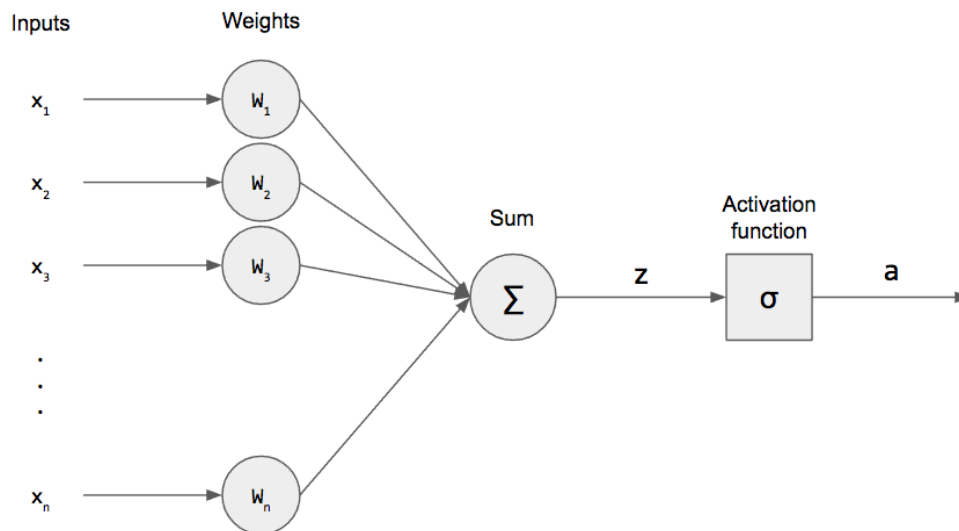 Inputs
Weights
x₁
W₁
x₂
W₂
x₃
W₃
Sum
Σ
z
Activation
function
σ
a
.
.
.
xₙ
Wₙ